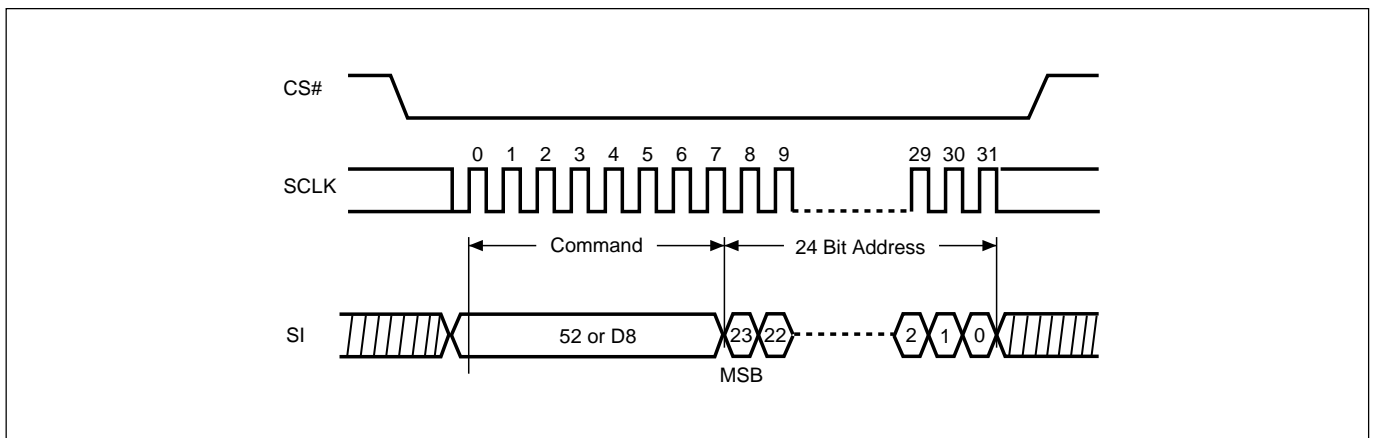 CS#
0 1 2 3 4 5 6 7 8 9 29 30 31
SCLK
Command 24 Bit Address
SI 52 or D8 23 22 2 1 0
MSB